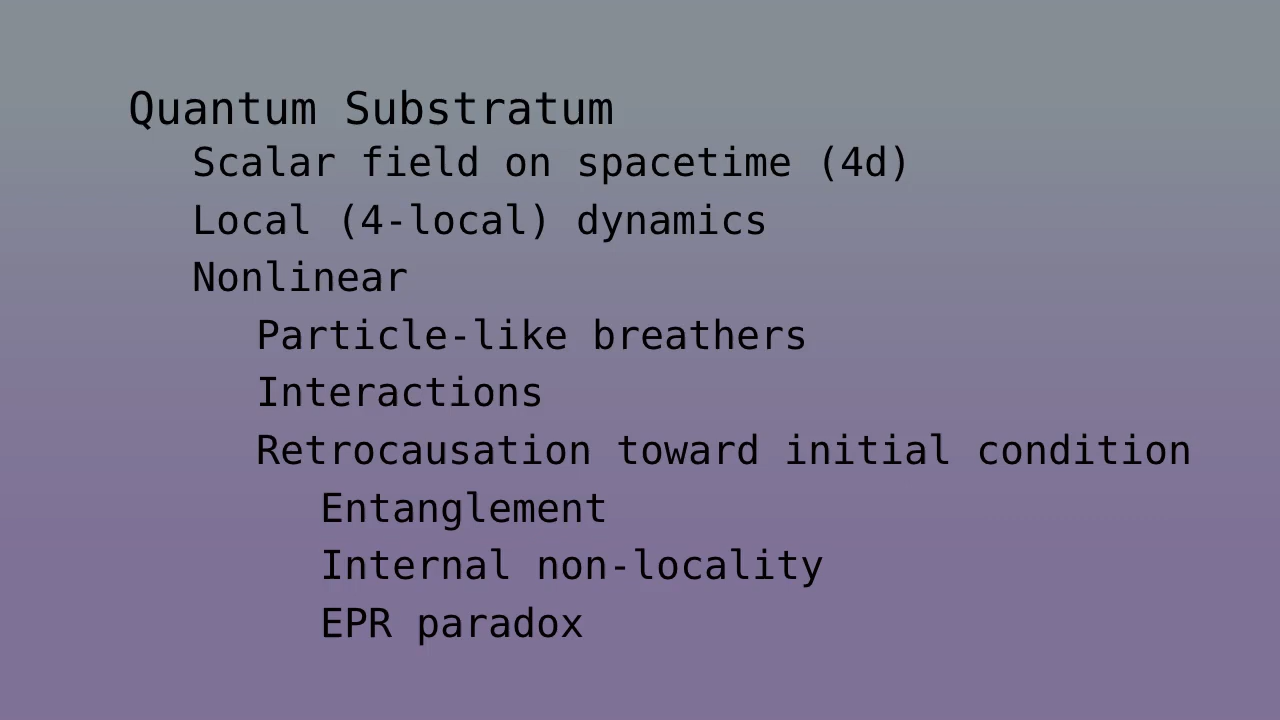 Quantum Substratum
Scalar field on spacetime (4d)
Local (4-local) dynamics
Nonlinear
Particle-like breathers
Interactions
Retrocausation toward initial condition
Entanglement
Internal non-locality
EPR paradox